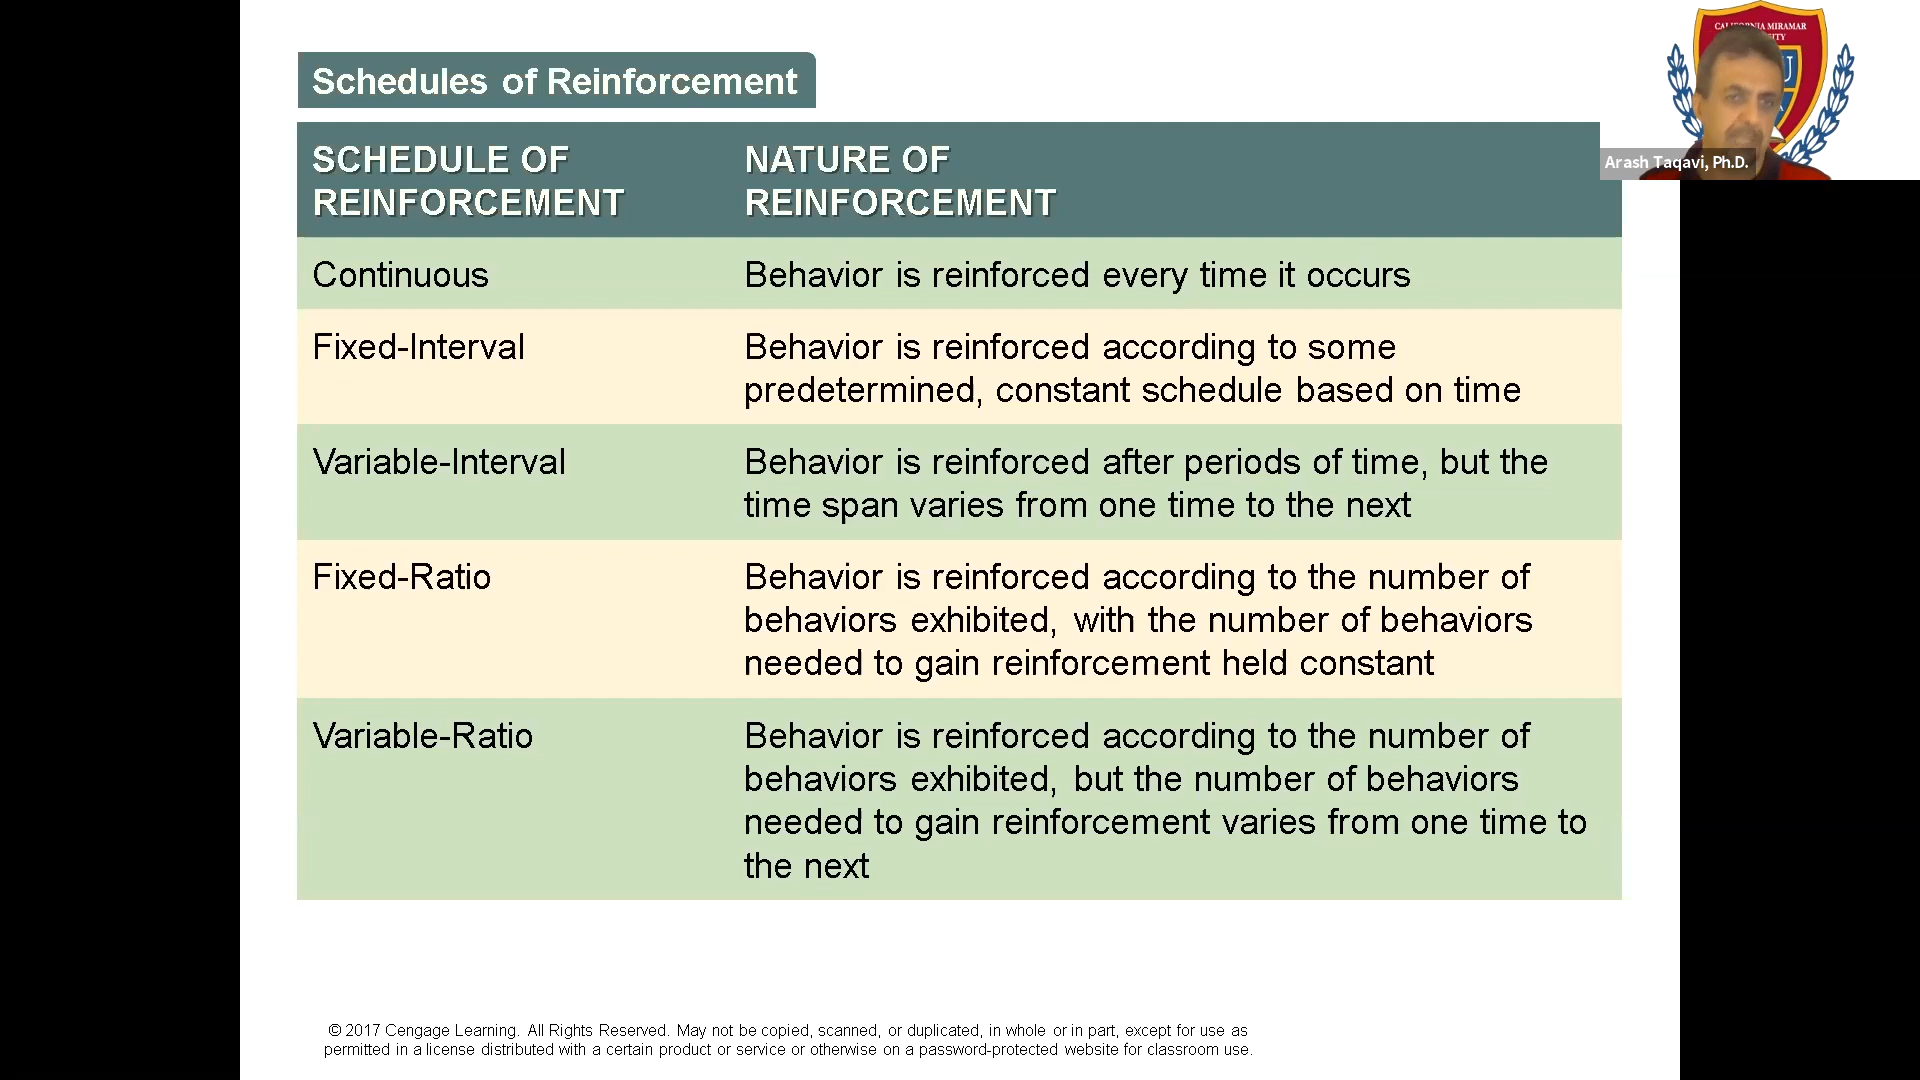 Schedules of Reinforcement
SCHEDULE OF
REINFORCEMENT
NATURE OF
REINFORCEMENT
Continuous
Behavior is reinforced every time it occurs
Fixed-Interval
Behavior is reinforced according to some
predetermined, constant schedule based on time
Variable-Interval
Behavior is reinforced after periods of time, but the
time span varies from one time to the next
Fixed-Ratio
Behavior is reinforced according to the number of
behaviors exhibited, with the number of behaviors
needed to gain reinforcement held constant
Variable-Ratio
Behavior is reinforced according to the number of
behaviors exhibited, but the number of behaviors
needed to gain reinforcement varies from one time to
the next
© 2017 Cengage Learning. All Rights Reserved. May not be copied, scanned, or duplicated, in whole or in part, except for use as
permitted in a license distributed with a certain product or service or otherwise on a password-protected website for classroom use.
MIRAMAR
Arash Taqavi, Ph.D.